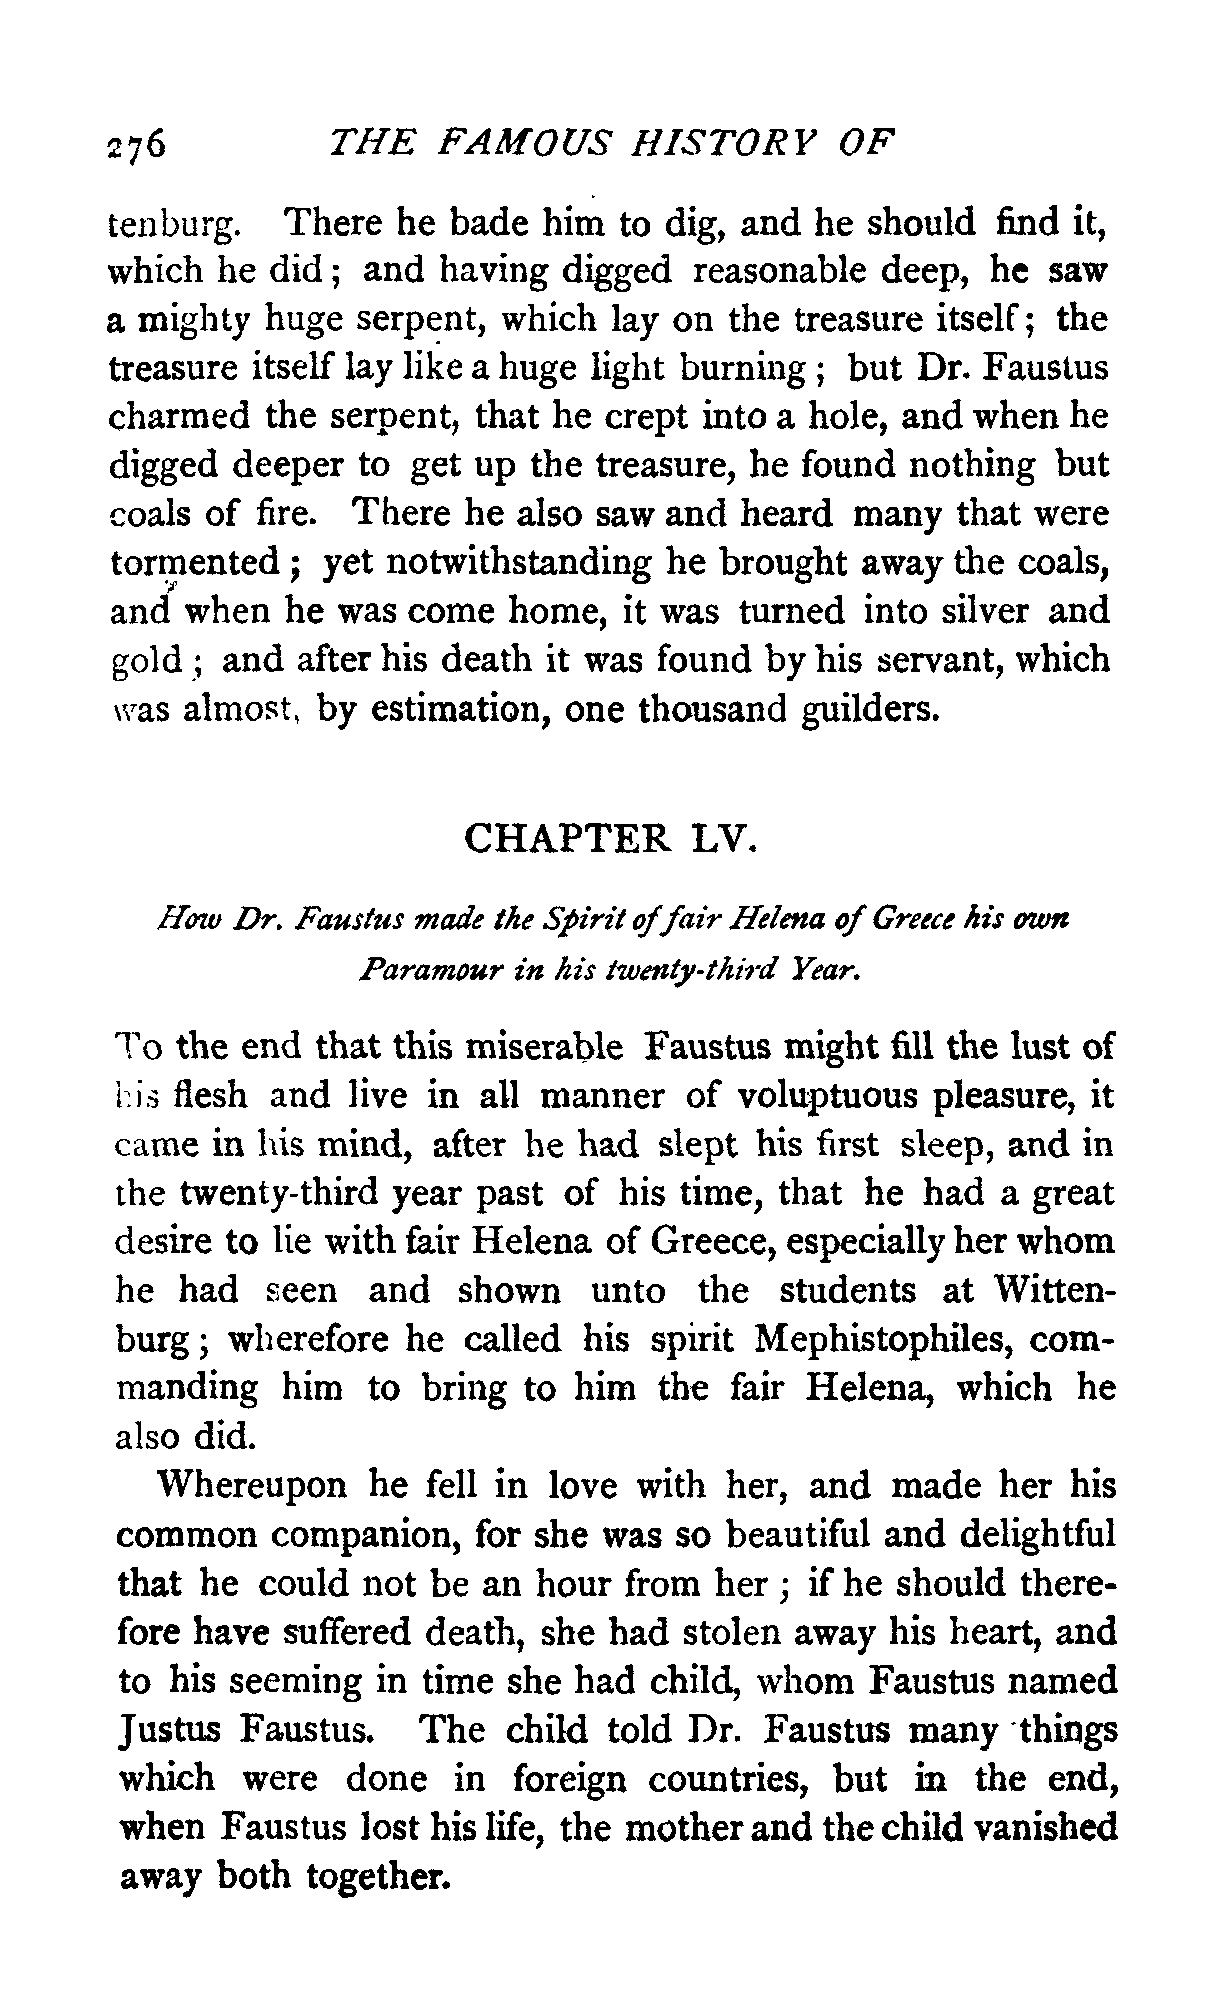 276 THE FAMOUS HISTORY OF
tenburg. There he bade him to dig, and he should find it,
which he did; and having digged reasonable deep, he saw
a mighty huge serpent, which lay on the treasure itself; the
treasure itself lay like a huge light burning; but Dr. Faustus
charmed the serpent, that he crept into a hole, and when he
digged deeper to get up the treasure, he found nothing but
coals of fire. There he also saw and heard many that were
tormented; yet notwithstanding he brought away the coals,
and when he was come home, it was turned into silver and
gold; and after his death it was found by his servant, which
was almost, by estimation, one thousand guilders.
CHAPTER LV.
How Dr. Faustus made the Spirit of fair Helena of Greece his own
Paramour in his twenty-third Year.
To the end that this miserable Faustus might fill the lust of
his flesh and live in all manner of voluptuous pleasure, it
came in his mind, after he had slept his first sleep, and in
the twenty-third year past of his time, that he had a great
desire to lie with fair Helena of Greece, especially her whom
he had seen and shown unto the students at Witten-
burg; wherefore he called his spirit Mephistophiles, com-
manding him to bring to him the fair Helena, which he
also did.
Whereupon he fell in love with her, and made her his
common companion, for she was so beautiful and delightful
that he could not be an hour from her; if he should there-
fore have suffered death, she had stolen away his heart, and
to his seeming in time she had child, whom Faustus named
Justus Faustus. The child told Dr. Faustus many things
which were done in foreign countries, but in the end,
when Faustus lost his life, the mother and the child vanished
away both together.